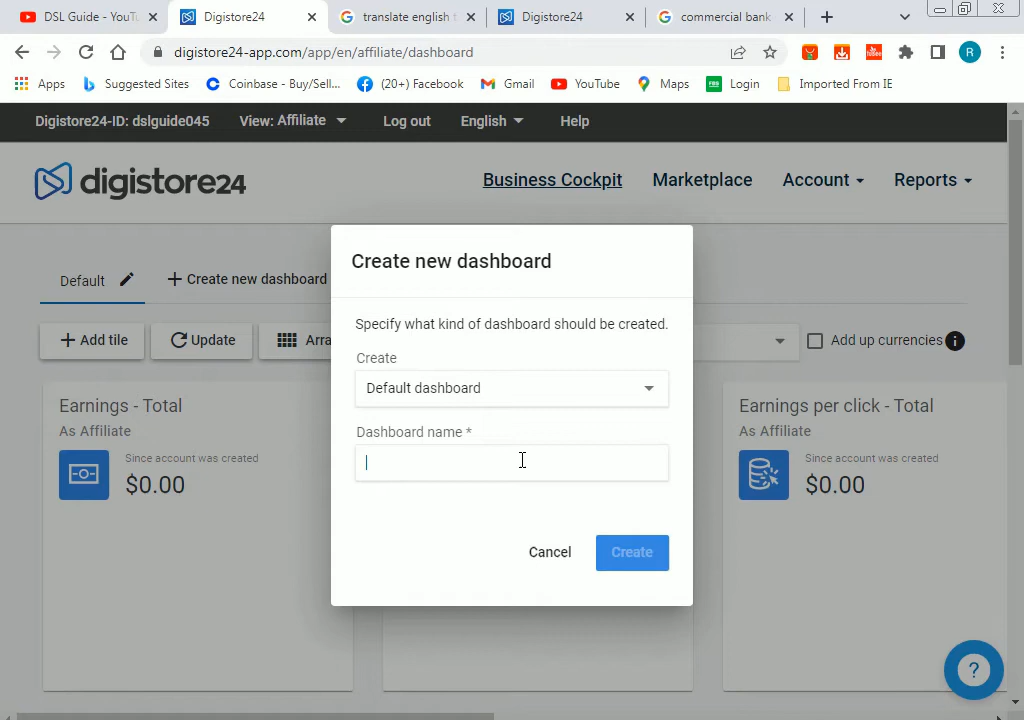 DSL Guide - YouTu
Digistore24
translate english t
Digistore24
commercial bank
digistore24-app.com/app/en/affiliate/dashboard
R
Apps
Suggested Sites
Coinbase - Buy/Sell...
(20+) Facebook
Gmail
YouTube
Maps
Login
Imported From IE
Digistore24-ID: dslguide045
View: Affiliate
Log out
English
Help
digistore24
Business Cockpit
Marketplace
Account
Reports
Default
Create new dashboard
Add tile
Update
Arra
Add up currencies
i
Create new dashboard
Specify what kind of dashboard should be created.
Create
Default dashboard
Dashboard name *
Cancel
Create
Earnings - Total
As Affiliate
Since account was created
$0.00
Earnings per click - Total
As Affiliate
Since account was created
$0.00
?